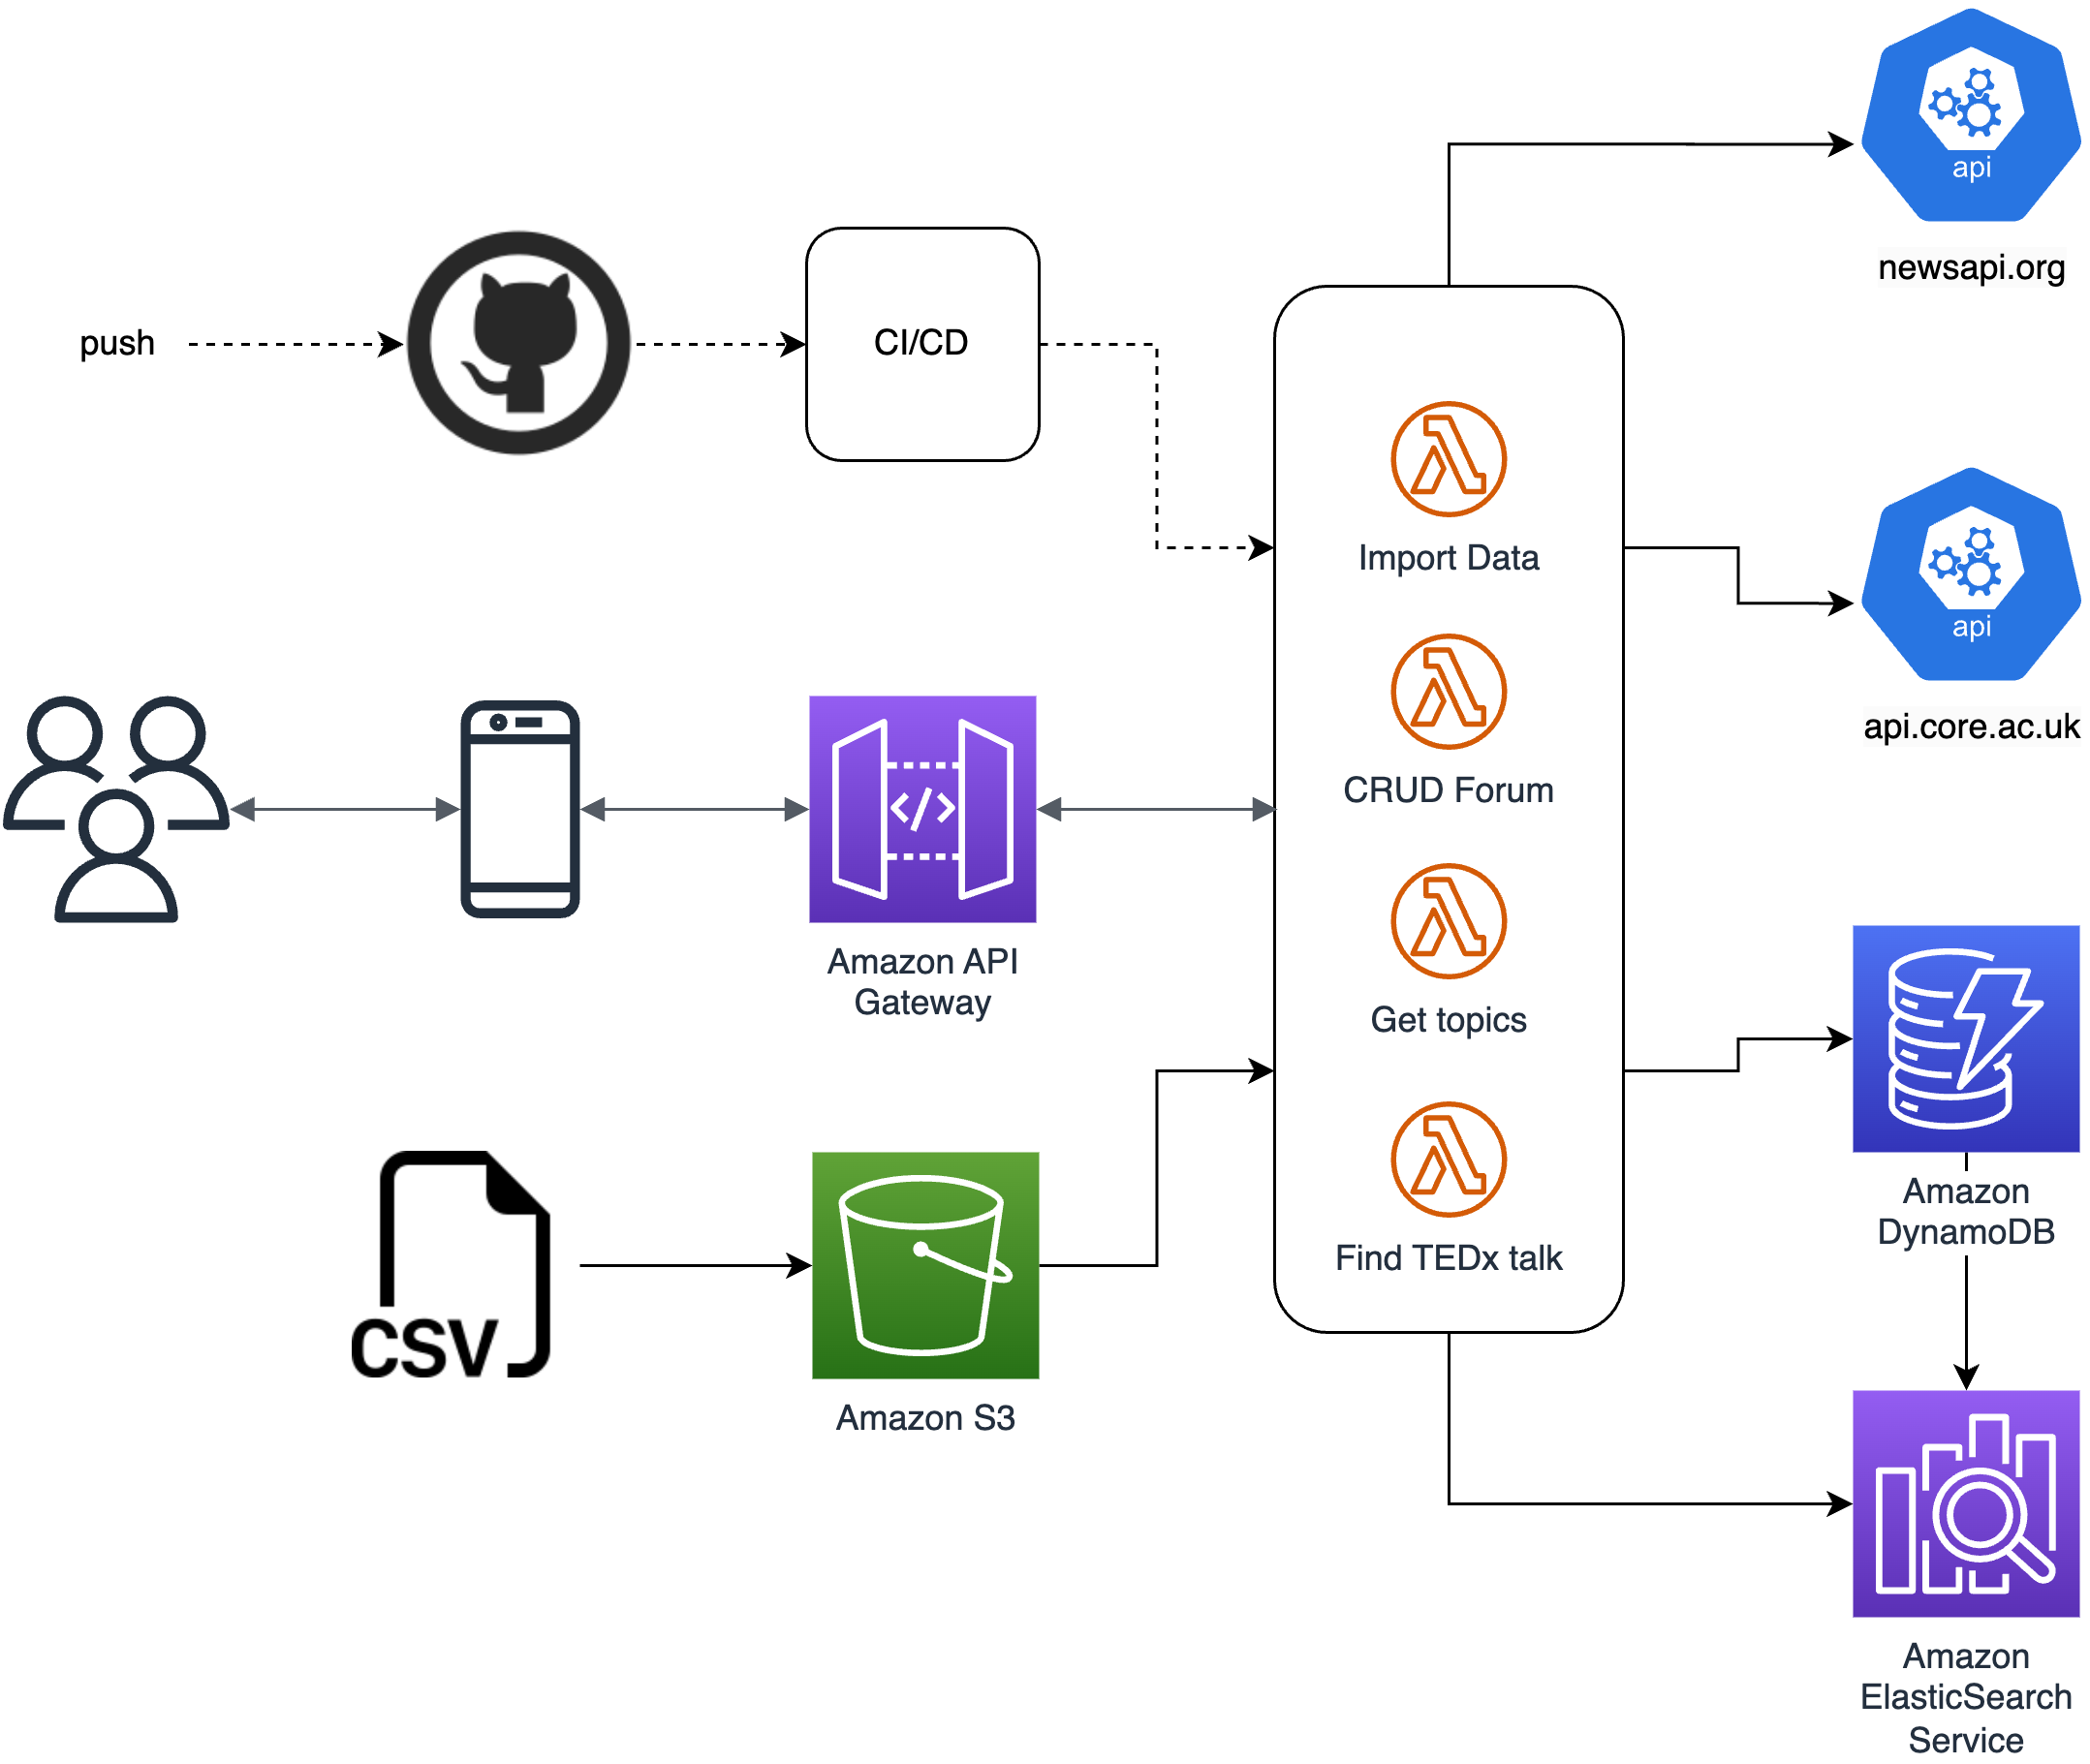 api
newsapi.org
push
CI/CD
Import Data
api
api.core.ac.uk
CRUD Forum
Amazon API
Gateway
Get topics
Amazon
DynamoDB
CSV
Find TEDx talk
Amazon S3
Amazon
ElasticSearch
Service